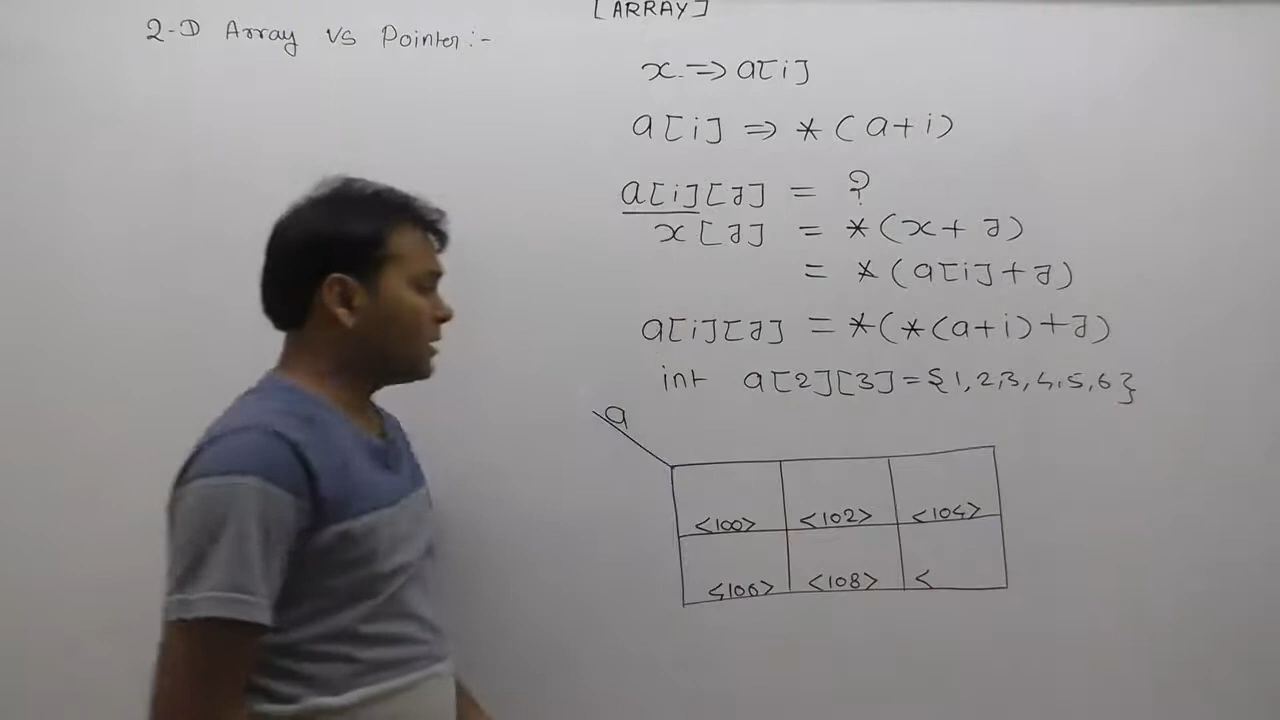 [ARRAY]
2-D Array vs Pointer:-
x => a[i]
a[i] => *(a+i)
a[i][j] = ?
x[j] = *(x+j)
= *(a[i]+j)
a[i][j] = *(*(a+i)+j)
int a[2][3]={1,2,3,4,5,6}
a
<100> <102> <104>
<106> <108> <